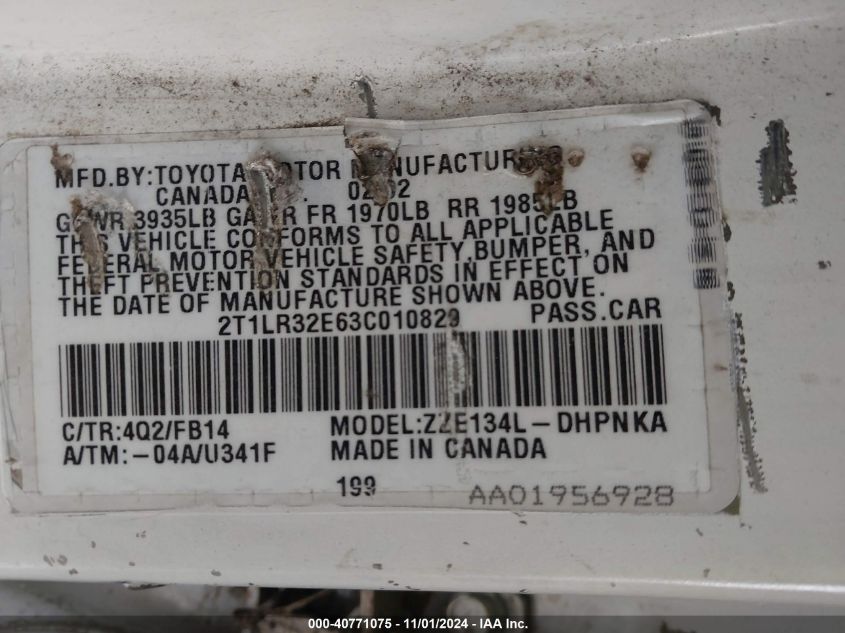 MFD.BY:TOYOTA MOTOR MANUFACTURING
CANADA 02/02
GVWR 3935LB GAWR FR 1970LB RR 1985LB
THIS VEHICLE CONFORMS TO ALL APPLICABLE
FEDERAL MOTOR VEHICLE SAFETY,BUMPER, AND
THEFT PREVENTION STANDARDS IN EFFECT ON
THE DATE OF MANUFACTURE SHOWN ABOVE.
2T1LR32E63C010829 PASS.CAR
C/TR:4Q2/FB14 MODEL:ZZE134L-DHPNKA
A/TM:-04A/U341F MADE IN CANADA
199 AA01956928
000-40771075 - 11/01/2024 - IAA Inc.